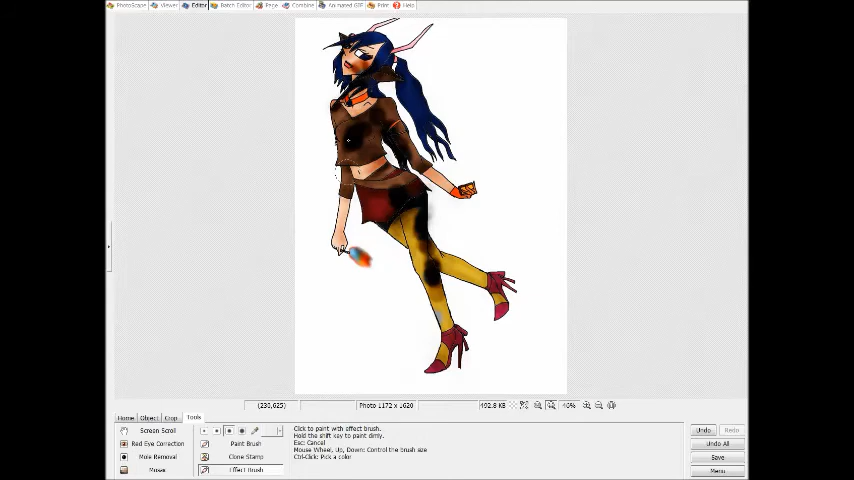 PhotoScape Viewer Editor Batch Editor Page Combine Animated GIF Print Help
(230,625) Photo 1172 x 1620 492.8 KB 40%
Home Object Crop Tools
Screen Scroll
Red Eye Correction Paint Brush
Mole Removal Clone Stamp
Mosaic Effect Brush
Click to paint with effect brush.
Hold the shift key to paint dimly.
Esc: Cancel
Mouse Wheel, Up, Down: Control the brush size
Ctrl-Click: Pick a color
Undo Redo
Undo All
Save
Menu